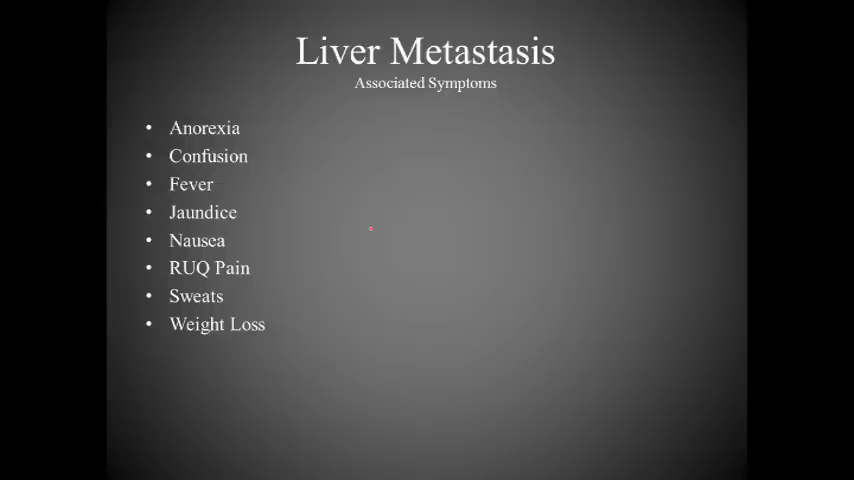 Liver Metastasis
Associated Symptoms
• Anorexia
• Confusion
• Fever
• Jaundice
• Nausea
• RUQ Pain
• Sweats
• Weight Loss